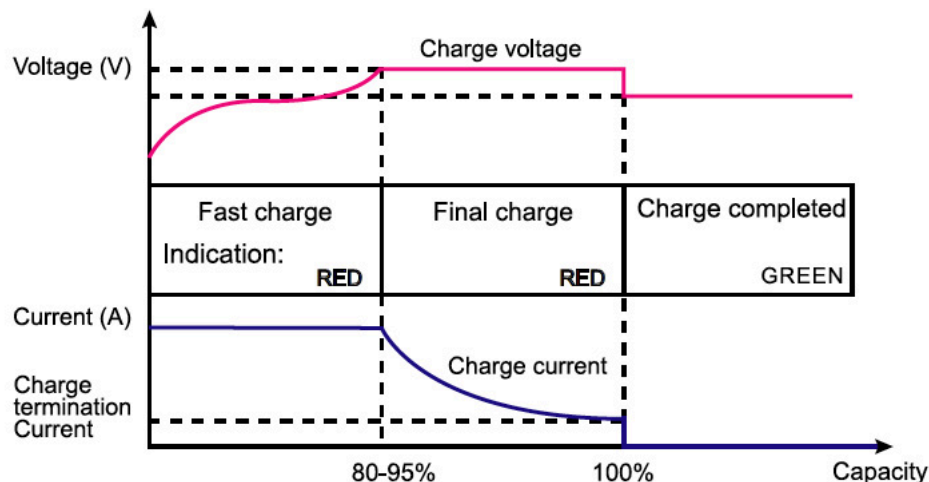 Voltage (V)
Charge voltage
Fast charge
Indication:
RED
Final charge
RED
Charge completed
GREEN
Current (A)
Charge current
Charge
termination
Current
80-95%
100%
Capacity